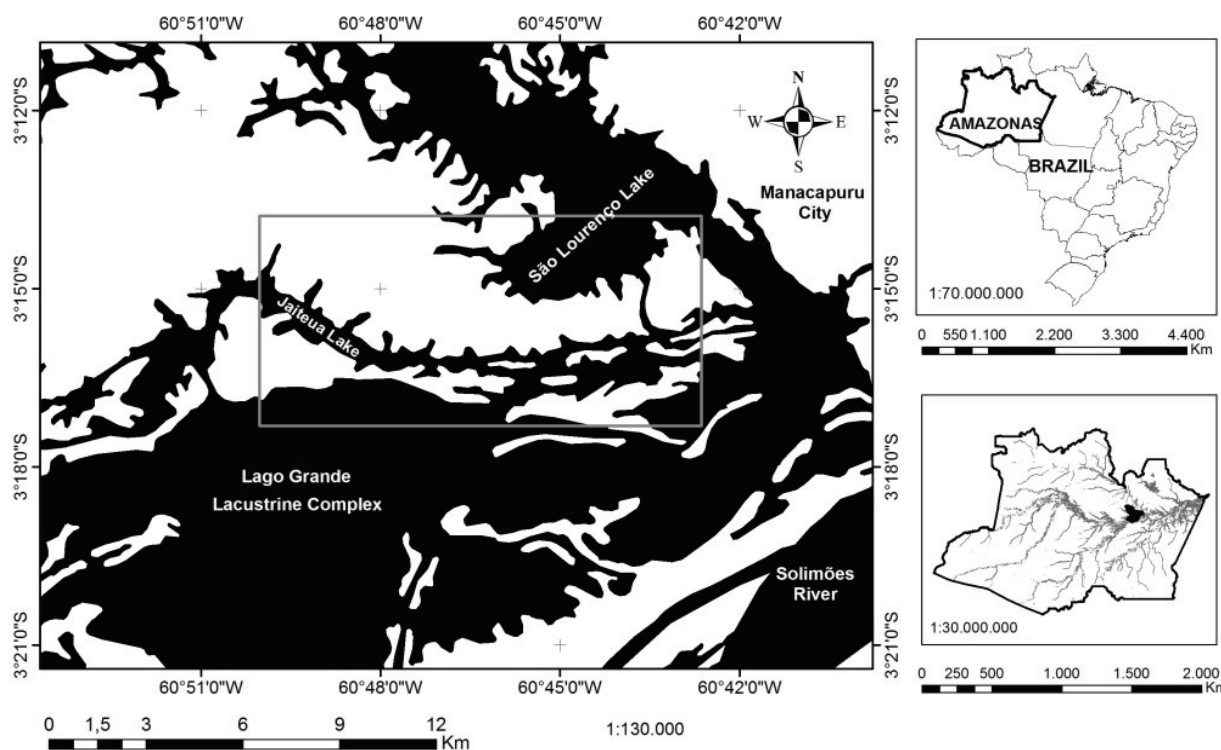 60°51'0"W 60°48'0"W 60°45'0"W 60°42'0"W
3°12'0"S
3°15'0"S
3°18'0"S
3°21'0"S
N
W E
S
Manacapuru
City
São Lourenço Lake
Jaiteua Lake
Lago Grande
Lacustrine Complex
Solimões
River
3°12'0"S
3°15'0"S
3°18'0"S
3°21'0"S
60°51'0"W 60°48'0"W 60°45'0"W 60°42'0"W
0 1,5 3 6 9 12
Km
1:130.000
AMAZONAS
BRAZIL
1:70.000.000
0 550 1.100 2.200 3.300 4.400
Km
1:30.000.000
0 250 500 1.000 1.500 2.000
Km